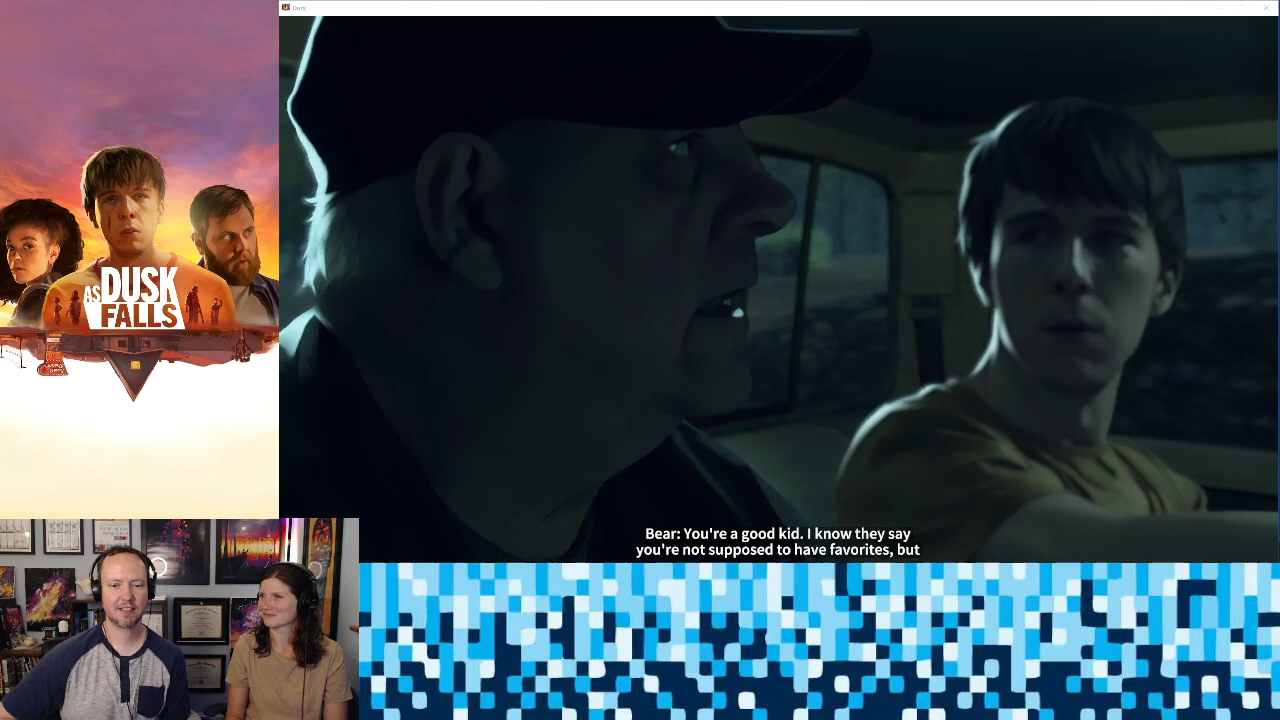 Dusk
AS DUSK
FALLS
Bear: You're a good kid. I know they say
you're not supposed to have favorites, but